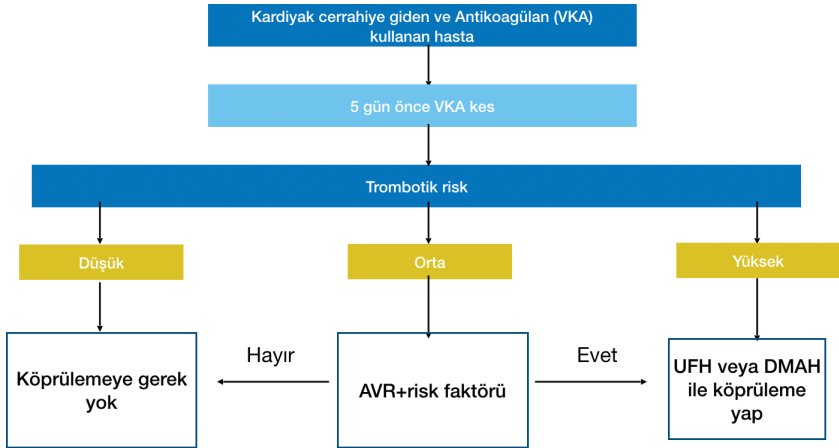 Kardiyak cerrahiye giden ve Antikoagülan (VKA)
kullanan hasta
5 gün önce VKA kes
Trombotik risk
Düşük
Orta
Yüksek
Köprülemeye gerek
yok
Hayır
AVR+risk faktörü
Evet
UFH veya DMAH
ile köprüleme
yap